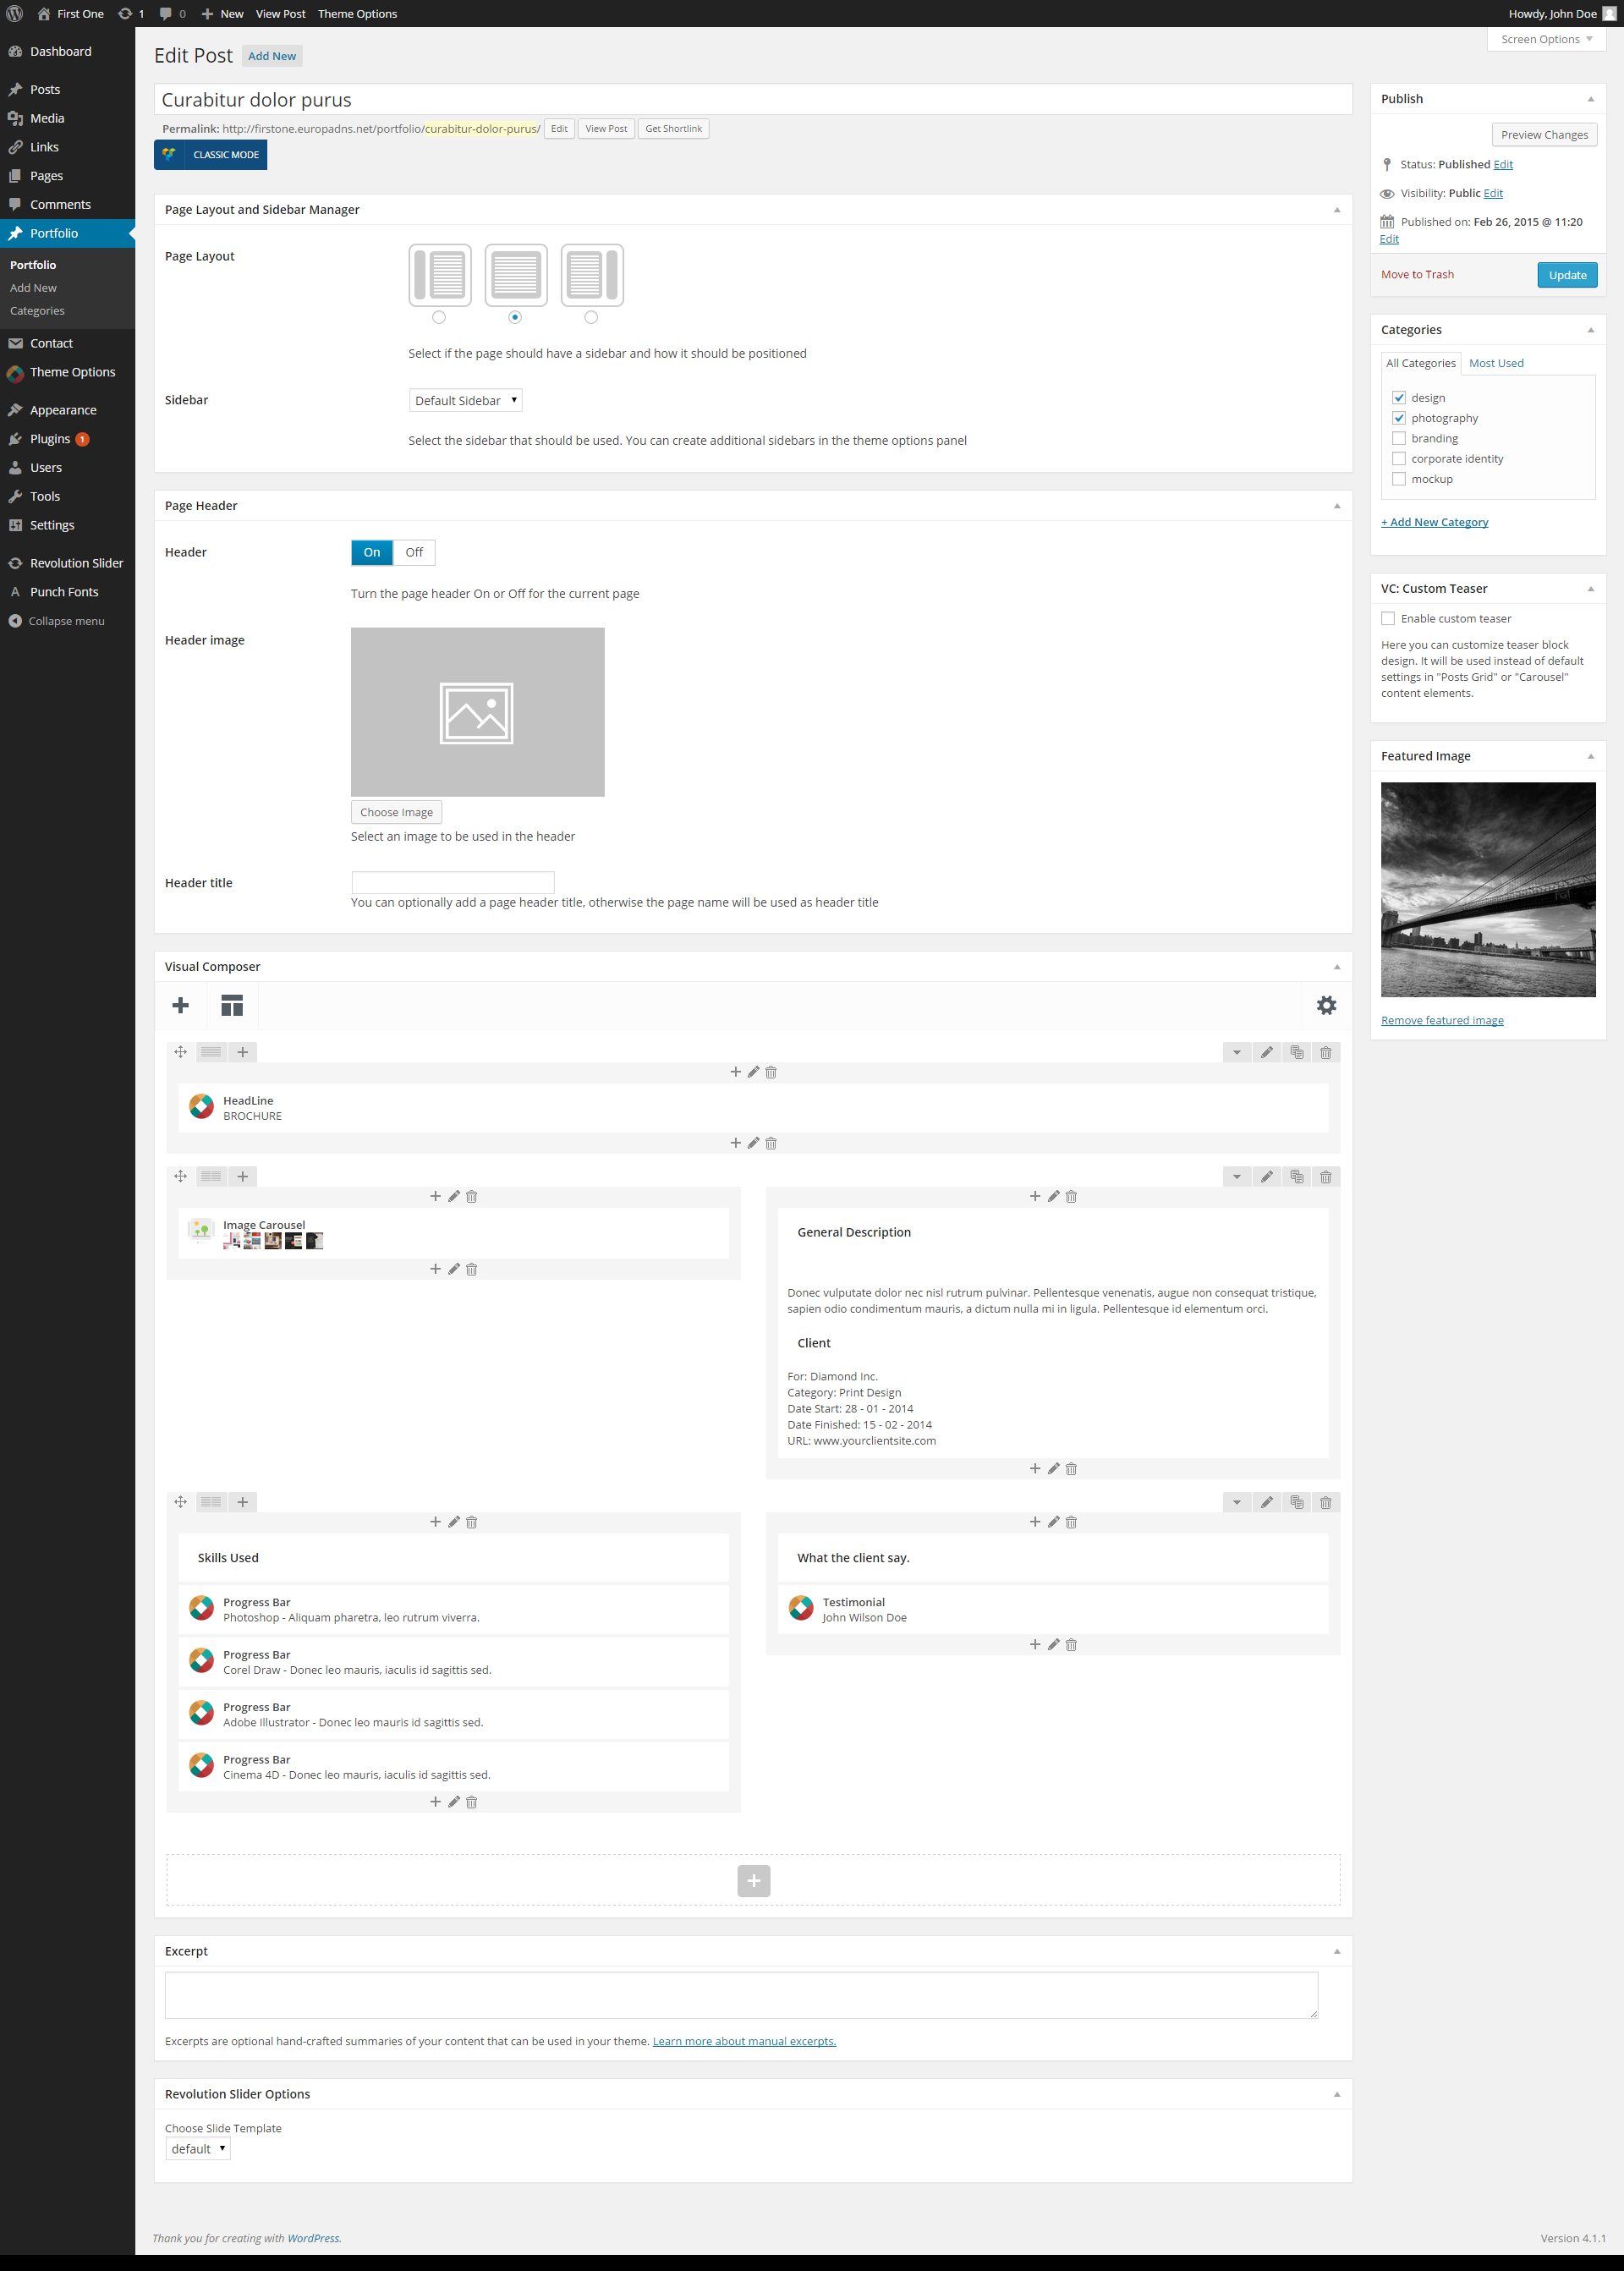 First One 1 0 New View Post Theme Options Howdy, John Doe
Screen Options
Dashboard
Posts
Media
Links
Pages
Comments
Portfolio
Portfolio
Add New
Categories
Contact
Theme Options
Appearance
Plugins 1
Users
Tools
Settings
Revolution Slider
A Punch Fonts
Collapse menu
Edit Post Add New
Curabitur dolor purus
Permalink: http://firstone.europadns.net/portfolio/curabitur-dolor-purus/ Edit View Post Get Shortlink
CLASSIC MODE
Page Layout and Sidebar Manager
Page Layout
Select if the page should have a sidebar and how it should be positioned
Sidebar Default Sidebar
Select the sidebar that should be used. You can create additional sidebars in the theme options panel
Page Header
Header On Off
Turn the page header On or Off for the current page
Header image
Choose Image
Select an image to be used in the header
Header title
You can optionally add a page header title, otherwise the page name will be used as header title
Visual Composer
HeadLine
BROCHURE
Image Carousel
General Description
Donec vulputate dolor nec nisl rutrum pulvinar. Pellentesque venenatis, augue non consequat tristique,
sapien odio condimentum mauris, a dictum nulla mi in ligula. Pellentesque id elementum orci.
Client
For: Diamond Inc.
Category: Print Design
Date Start: 28 - 01 - 2014
Date Finished: 15 - 02 - 2014
URL: www.yourclientsite.com
Skills Used
Progress Bar
Photoshop - Aliquam pharetra, leo rutrum viverra.
Progress Bar
Corel Draw - Donec leo mauris, iaculis id sagittis sed.
Progress Bar
Adobe Illustrator - Donec leo mauris id sagittis sed.
Progress Bar
Cinema 4D - Donec leo mauris, iaculis id sagittis sed.
What the client say.
Testimonial
John Wilson Doe
Excerpt
Excerpts are optional hand-crafted summaries of your content that can be used in your theme. Learn more about manual excerpts.
Revolution Slider Options
Choose Slide Template
default
Publish
Preview Changes
Status: Published Edit
Visibility: Public Edit
Published on: Feb 26, 2015 @ 11:20
Edit
Move to Trash Update
Categories
All Categories Most Used
design
photography
branding
corporate identity
mockup
+ Add New Category
VC: Custom Teaser
Enable custom teaser
Here you can customize teaser block
design. It will be used instead of default
settings in "Posts Grid" or "Carousel"
content elements.
Featured Image
Remove featured image
Thank you for creating with WordPress. Version 4.1.1